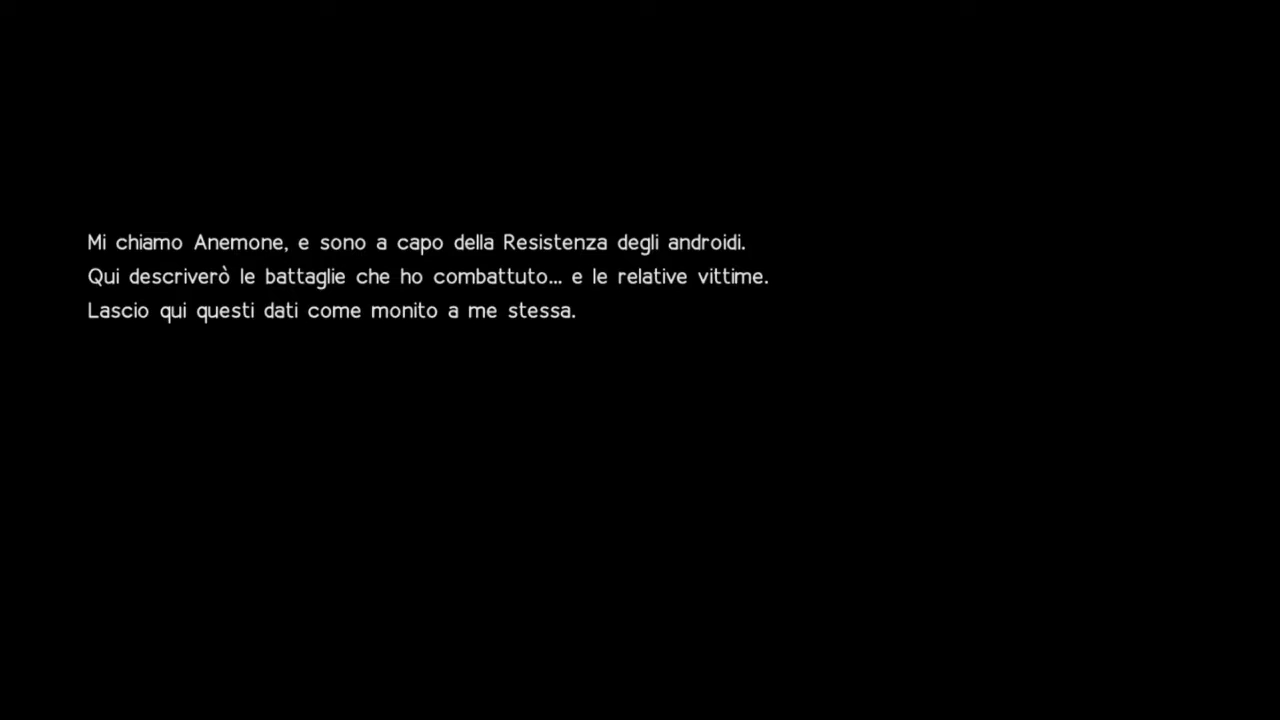 Mi chiamo Anemone, e sono a capo della Resistenza degli androidi.
Qui descriverò le battaglie che ho combattuto... e le relative vittime.
Lascio qui questi dati come monito a me stessa.